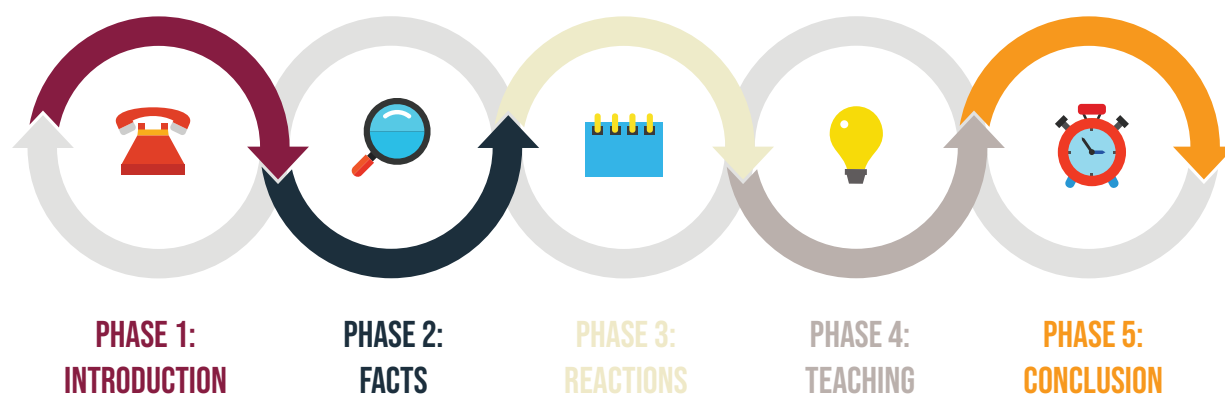 PHASE 1:
INTRODUCTION
PHASE 2:
FACTS
PHASE 3:
REACTIONS
PHASE 4:
TEACHING
PHASE 5:
CONCLUSION